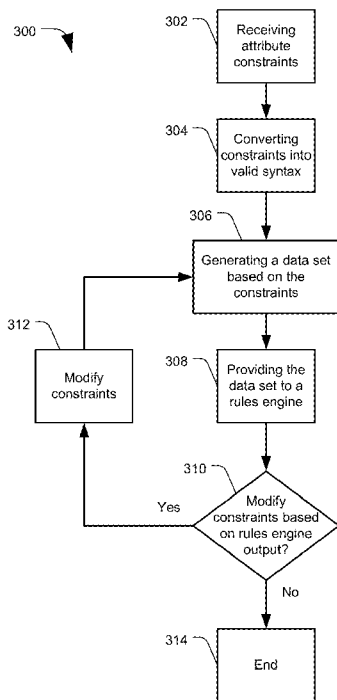 300
302
Receiving
attribute
constraints
304
Converting
constraints into
valid syntax
306
Generating a data set
based on the
constraints
312
Modify
constraints
308
Providing the
data set to a
rules engine
310
Modify
constraints based
on rules engine
output?
Yes
No
314
End